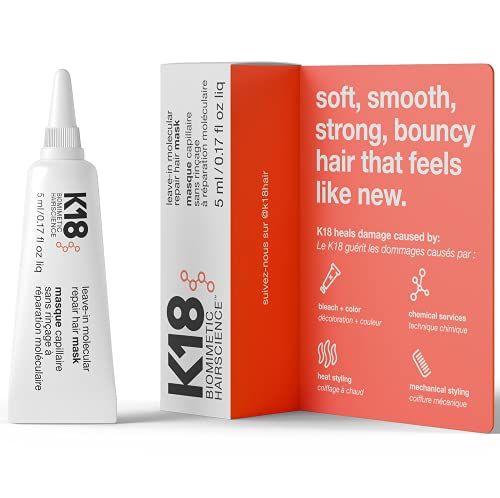 K18
BIOMIMETIC
HAIRSCIENCE
5 ml/0.17 fl oz liq
leave-in molecular
repair hair mask
masque capillaire
sans rinçage à
réparation moléculaire
leave-in molecular
repair hair mask
masque capillaire
sans rinçage
à réparation moléculaire
5 ml/0.17 fl oz liq
K18
BIOMIMETIC
HAIRSCIENCE™
suivez-nous sur @k18hair
soft, smooth,
strong, bouncy
hair that feels
like new.
K18 heals damage caused by:
Le K18 guérit les dommages causés par :
bleach + color
décoloration + couleur
chemical services
technique chimique
heat styling
coiffage à chaud
mechanical styling
coiffure mécanique